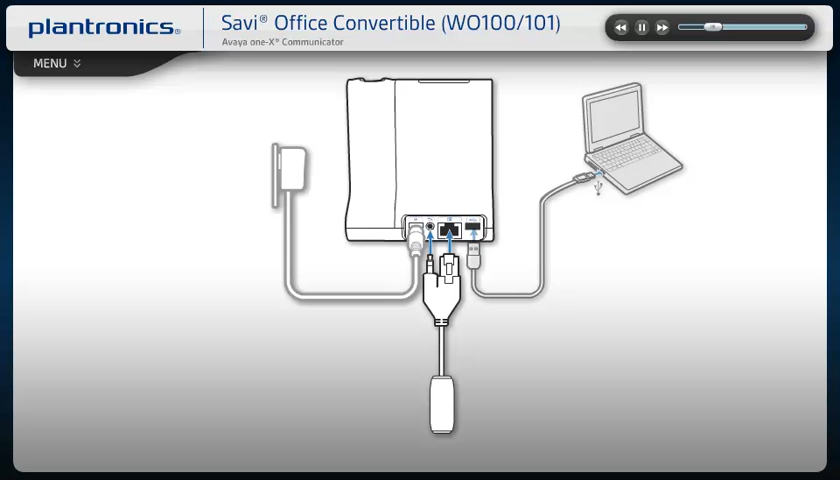 plantronics®
Savi® Office Convertible (WO100/101)
Avaya one-X® Communicator
MENU